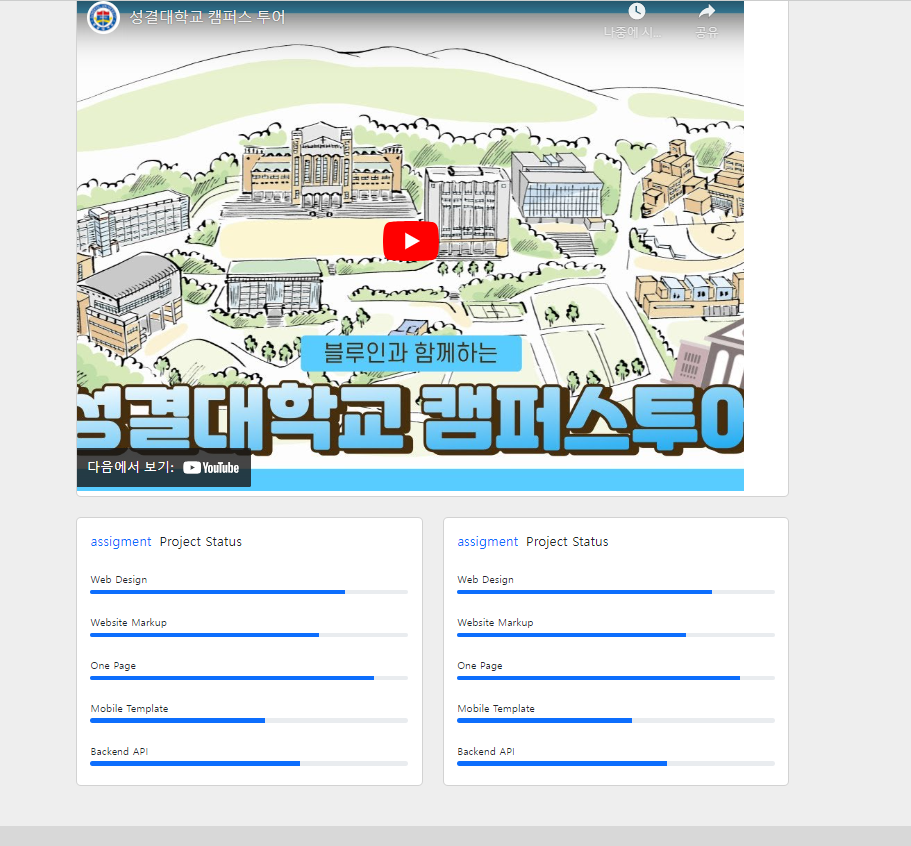 성결대학교 캠퍼스 투어
나중에 시...
공유
블루인과 함께하는
성결대학교 캠퍼스투어
다음에서 보기: YouTube
assigment Project Status
Web Design
Website Markup
One Page
Mobile Template
Backend API
assigment Project Status
Web Design
Website Markup
One Page
Mobile Template
Backend API